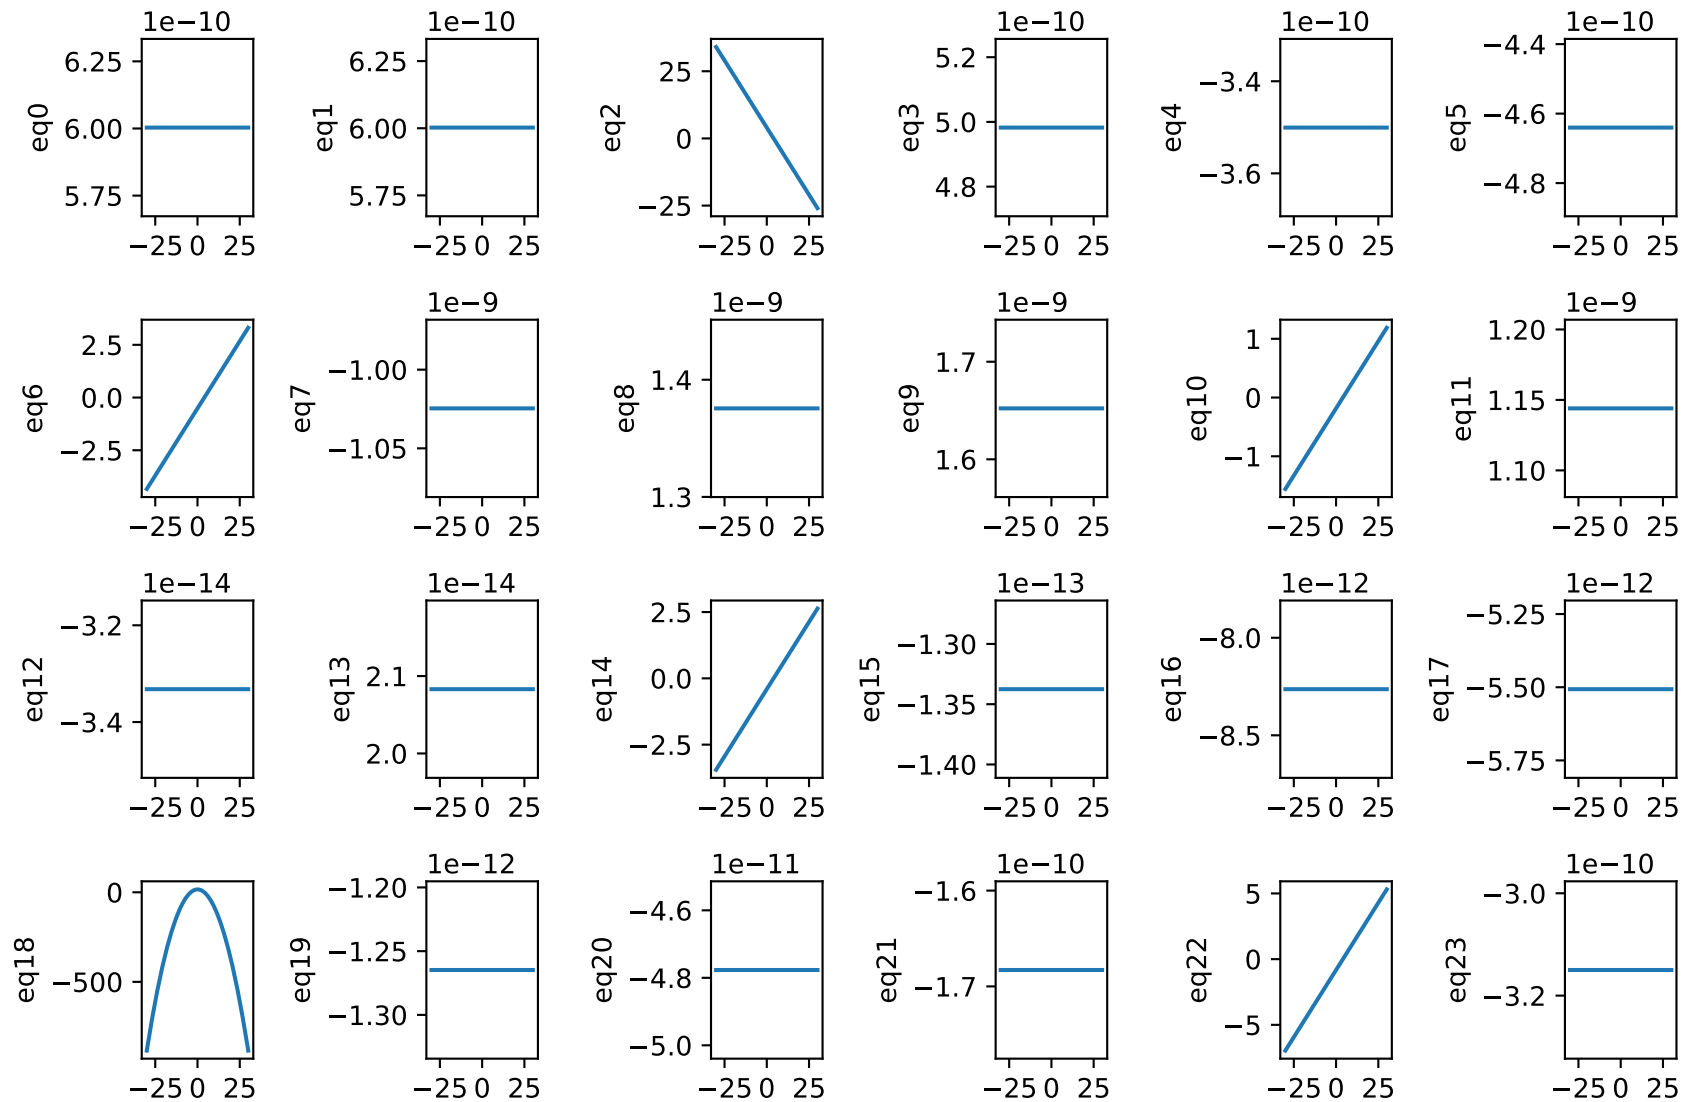 1e−10 1e−10 1e−10 1e−10 1e−10
6.25 6.25 25 5.2 −3.4 −4.4
eq0 6.00 eq1 6.00 eq2 0 eq3 5.0 eq4 −3.6 eq5 −4.6
5.75 5.75 −25 4.8 −4.8
−25 0 25 −25 0 25 −25 0 25 −25 0 25 −25 0 25 −25 0 25
1e−9 1e−9 1e−9 1e−9
2.5 −1.00 1.4 1.7 1 1.20
eq6 0.0 eq7 −1.05 eq8 1.3 eq9 1.6 eq10 0 eq11 1.15
−2.5 −1 1.10
−25 0 25 −25 0 25 −25 0 25 −25 0 25 −25 0 25 −25 0 25
1e−14 1e−14 1e−13 1e−12 1e−12
−3.2 2.1 2.5 −1.30 −8.0 −5.25
eq12 −3.4 eq13 2.0 eq14 0.0 eq15 −1.35 eq16 −8.5 eq17 −5.50
−2.5 −1.40 −5.75
−25 0 25 −25 0 25 −25 0 25 −25 0 25 −25 0 25 −25 0 25
1e−12 1e−11 1e−10 1e−10
0 −1.20 −4.6 −1.6 5 −3.0
eq18 −500 eq19 −1.25 eq20 −4.8 eq21 −1.7 eq22 0 eq23 −3.2
−1.30 −5.0 −5
−25 0 25 −25 0 25 −25 0 25 −25 0 25 −25 0 25 −25 0 25